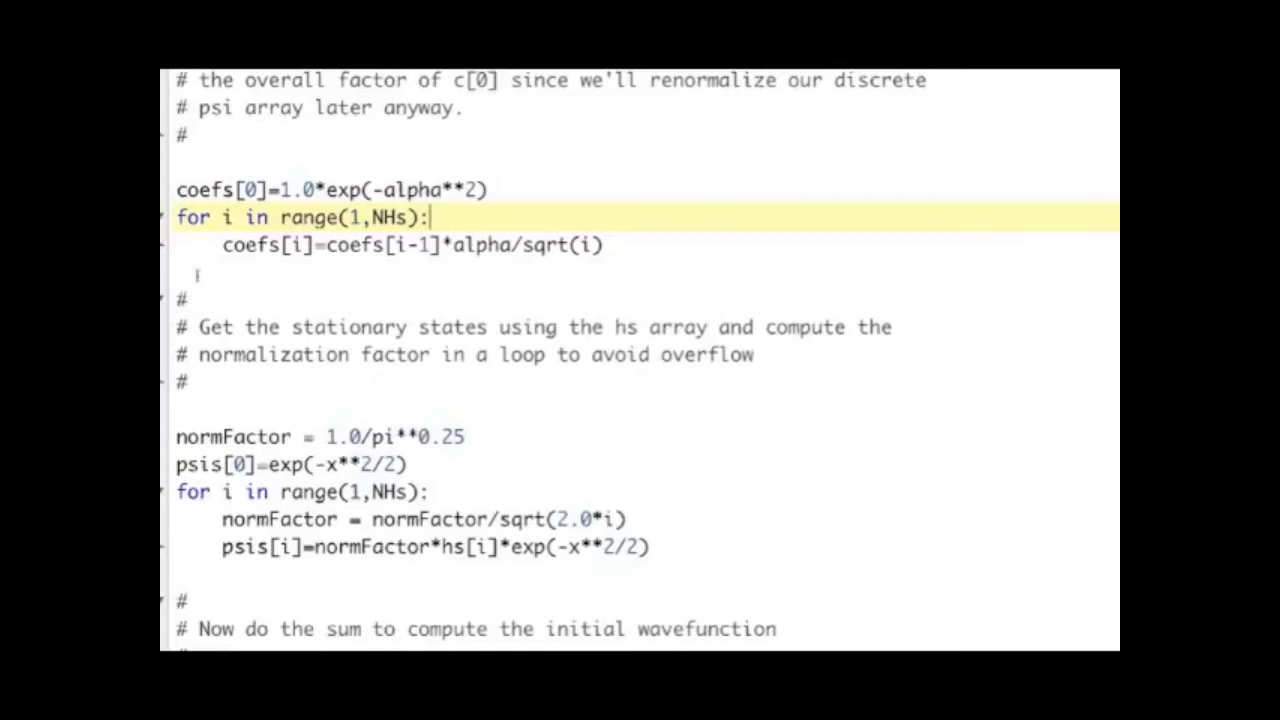 # the overall factor of c[0] since we'll renormalize our discrete
# psi array later anyway.
#
coefs[0]=1.0*exp(-alpha**2)
for i in range(1,NHs):
    coefs[i]=coefs[i-1]*alpha/sqrt(i)
#
# Get the stationary states using the hs array and compute the
# normalization factor in a loop to avoid overflow
#
normFactor = 1.0/pi**0.25
psis[0]=exp(-x**2/2)
for i in range(1,NHs):
    normFactor = normFactor/sqrt(2.0*i)
    psis[i]=normFactor*hs[i]*exp(-x**2/2)
#
# Now do the sum to compute the initial wavefunction